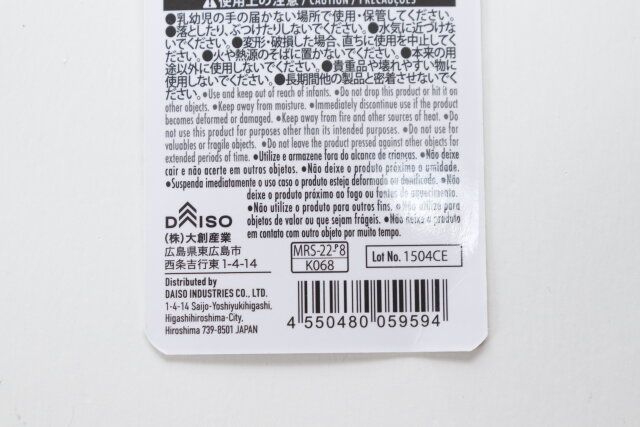 使用上の注意 / CAUTION / PRECAUÇÕES
●乳幼児の手の届かない場所で使用・保管してください。
●落としたり、ぶつけたりしないでください。●水気に近づけな
いでください。●変形・破損した場合、直ちに使用を中止してく
ださい。●火や熱源のそばに置かないでください。●本来の用
途以外に使用しないでください。●貴重品や壊れやすい物に
使用しないでください。●長期間他の製品と密着させないでく
ださい。●Use and keep out of reach of infants. ●Do not drop this product or hit it on
other objects. ●Keep away from moisture. ●Immediately discontinue use if the product
becomes deformed or damaged. ●Keep away from fire and other sources of heat. ●Do
not use this product for purposes other than its intended purposes. ●Do not use for
valuables or fragile objects. ●Do not leave the product pressed against other objects for
extended periods of time. ●Utilize e armazene fora do alcance de crianças. ●Não deixe
cair e não acerte em outros objetos. ●Não deixe o produto próximo a umidade.
●Suspenda imediatamente o uso caso o produto esteja deformado ou danificado. ●Não
deixe o produto próximo ao fogo ou fontes de aquecimento.
●Não utilize o produto para outros fins. ●Não utilize para
objetos de valor ou que sejam frágeis. ●Não deixe o produto
em contato com outro objeto por muito tempo.
DAISO
(株)大創産業
広島県東広島市
西条吉行東1-4-14
Distributed by
DAISO INDUSTRIES CO., LTD.
1-4-14 Saijo-Yoshiyukihigashi,
Higashihiroshima-City,
Hiroshima 739-8501 JAPAN
MRS-22-P8
K068
Lot No. 1504CE
4 550480 059594